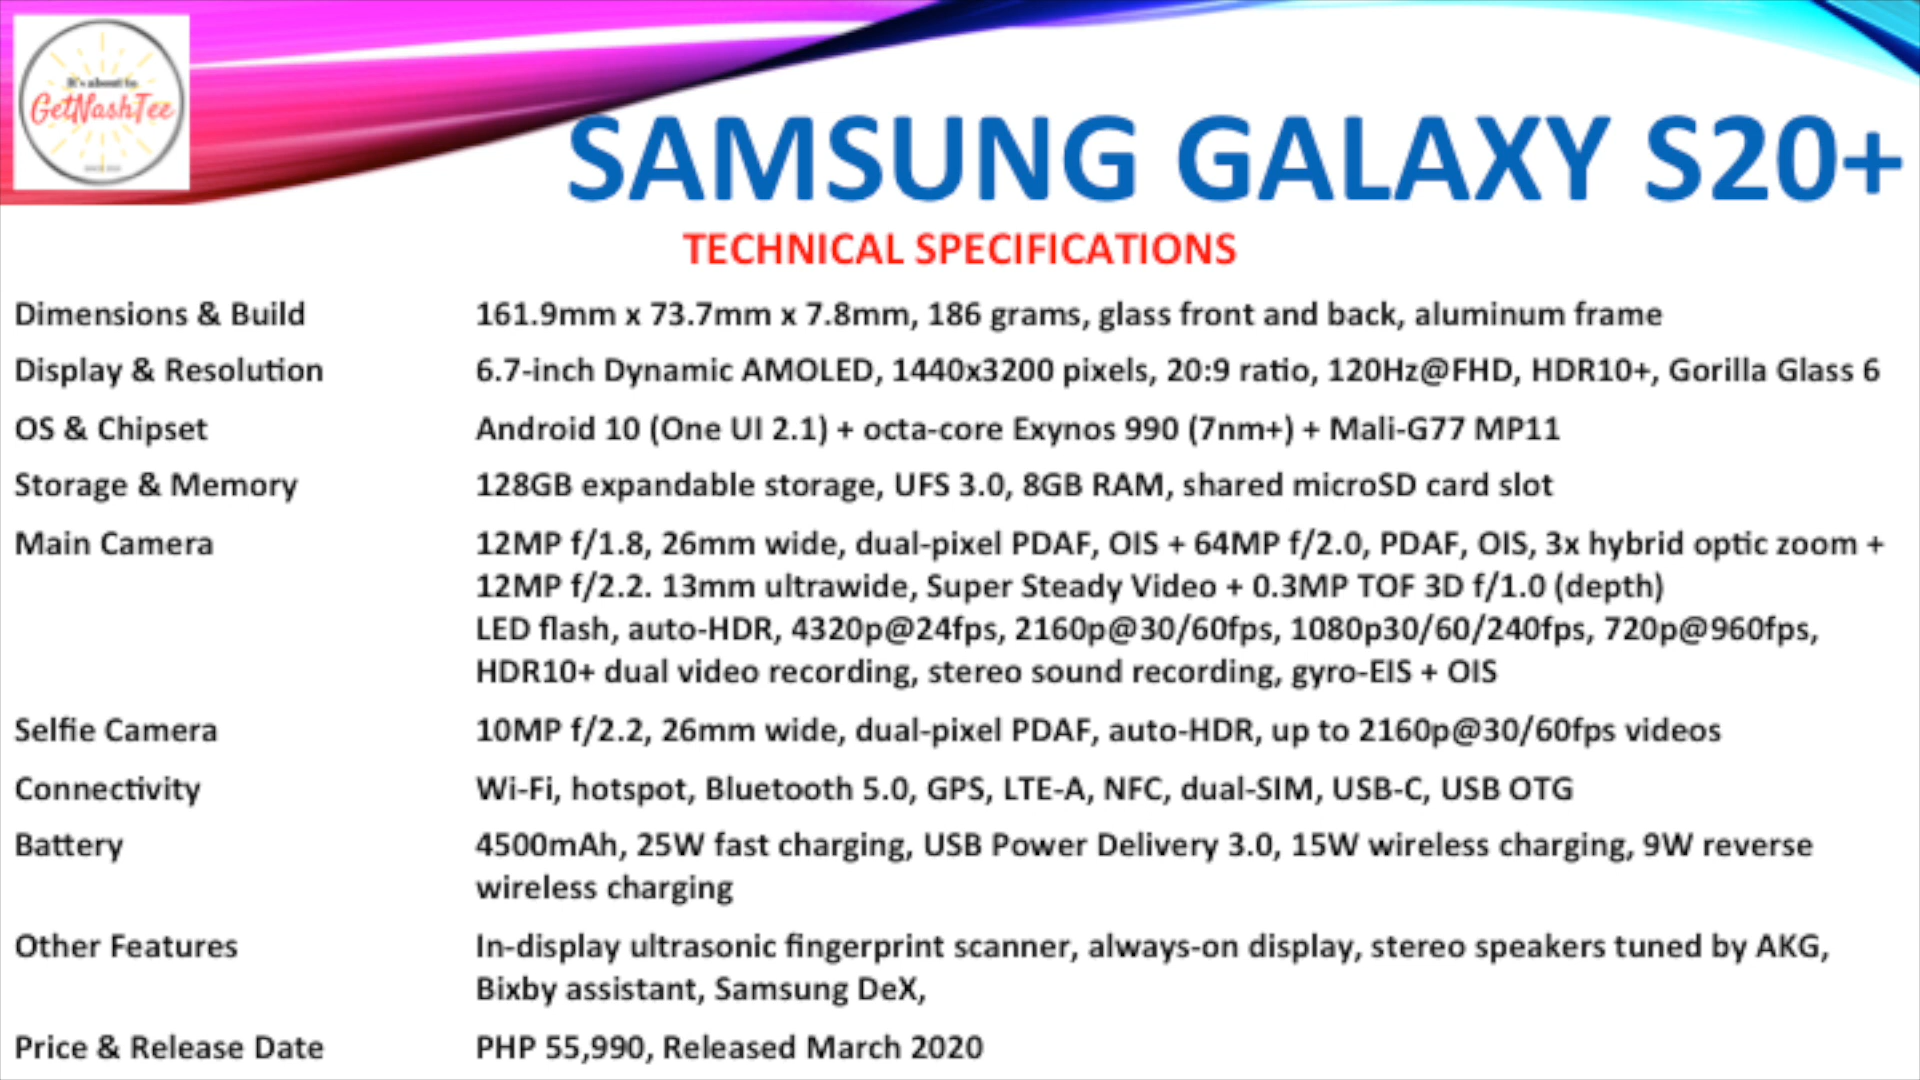 It's about to
GetNashTee
SAMSUNG GALAXY S20+
TECHNICAL SPECIFICATIONS
Dimensions & Build 161.9mm x 73.7mm x 7.8mm, 186 grams, glass front and back, aluminum frame
Display & Resolution 6.7-inch Dynamic AMOLED, 1440x3200 pixels, 20:9 ratio, 120Hz@FHD, HDR10+, Gorilla Glass 6
OS & Chipset Android 10 (One UI 2.1) + octa-core Exynos 990 (7nm+) + Mali-G77 MP11
Storage & Memory 128GB expandable storage, UFS 3.0, 8GB RAM, shared microSD card slot
Main Camera 12MP f/1.8, 26mm wide, dual-pixel PDAF, OIS + 64MP f/2.0, PDAF, OIS, 3x hybrid optic zoom +
12MP f/2.2. 13mm ultrawide, Super Steady Video + 0.3MP TOF 3D f/1.0 (depth)
LED flash, auto-HDR, 4320p@24fps, 2160p@30/60fps, 1080p30/60/240fps, 720p@960fps,
HDR10+ dual video recording, stereo sound recording, gyro-EIS + OIS
Selfie Camera 10MP f/2.2, 26mm wide, dual-pixel PDAF, auto-HDR, up to 2160p@30/60fps videos
Connectivity Wi-Fi, hotspot, Bluetooth 5.0, GPS, LTE-A, NFC, dual-SIM, USB-C, USB OTG
Battery 4500mAh, 25W fast charging, USB Power Delivery 3.0, 15W wireless charging, 9W reverse
wireless charging
Other Features In-display ultrasonic fingerprint scanner, always-on display, stereo speakers tuned by AKG,
Bixby assistant, Samsung DeX,
Price & Release Date PHP 55,990, Released March 2020